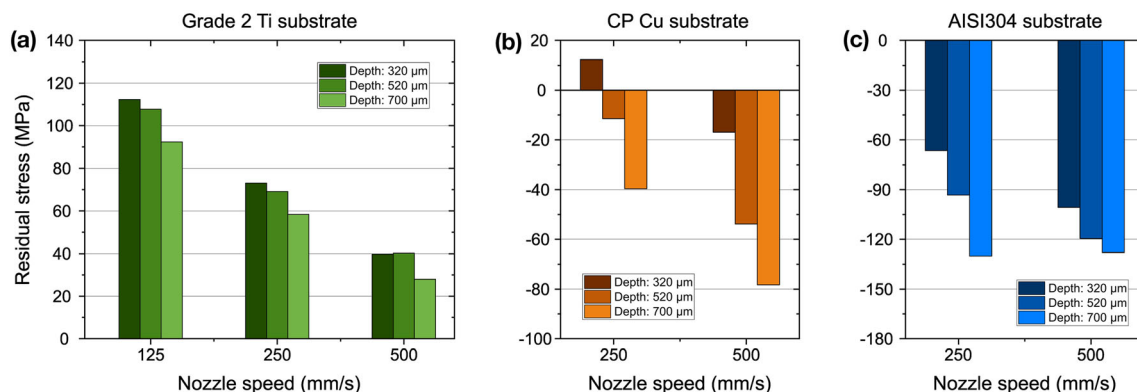 Grade 2 Ti substrate
(a)
Residual stress (MPa)
140
120
100
80
60
40
20
0
Depth: 320 μm
Depth: 520 μm
Depth: 700 μm
125
250
500
Nozzle speed (mm/s)
CP Cu substrate
(b)
20
0
-20
-40
-60
-80
-100
Depth: 320 μm
Depth: 520 μm
Depth: 700 μm
250
500
Nozzle speed (mm/s)
AISI304 substrate
(c)
0
-30
-60
-90
-120
-150
-180
Depth: 320 μm
Depth: 520 μm
Depth: 700 μm
250
500
Nozzle speed (mm/s)